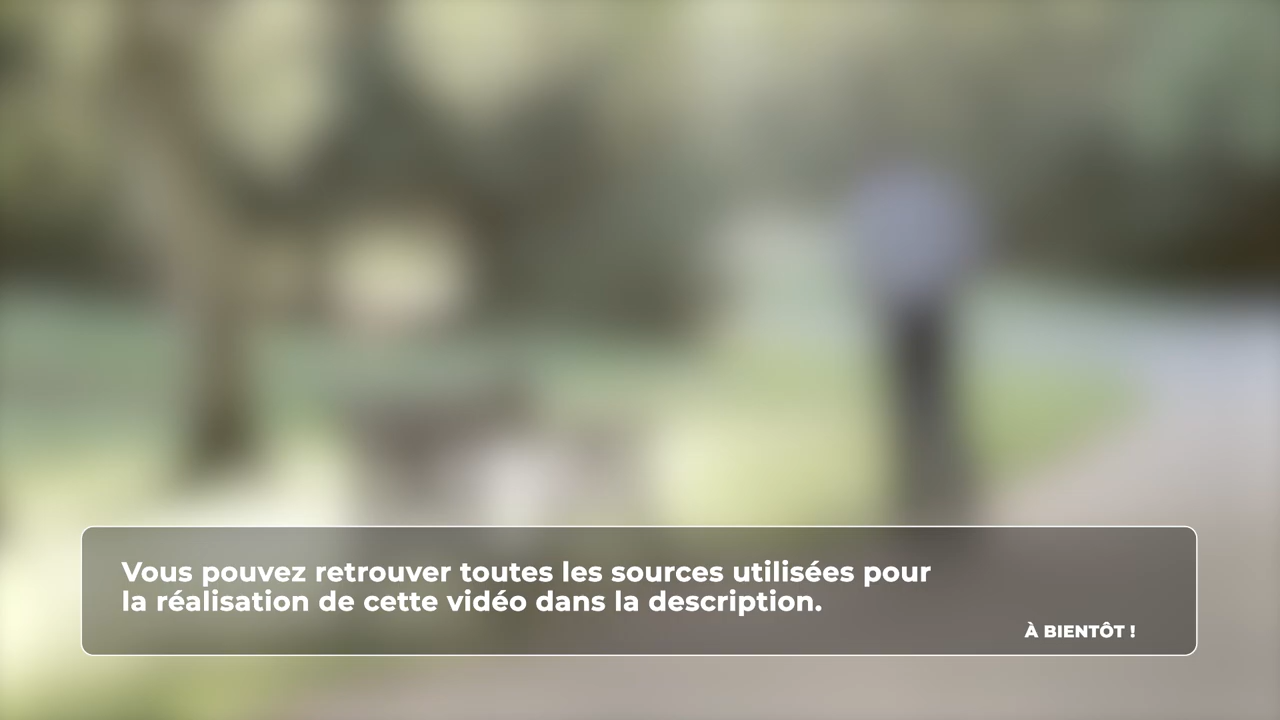 Vous pouvez retrouver toutes les sources utilisées pour
la réalisation de cette vidéo dans la description.
À BIENTÔT !